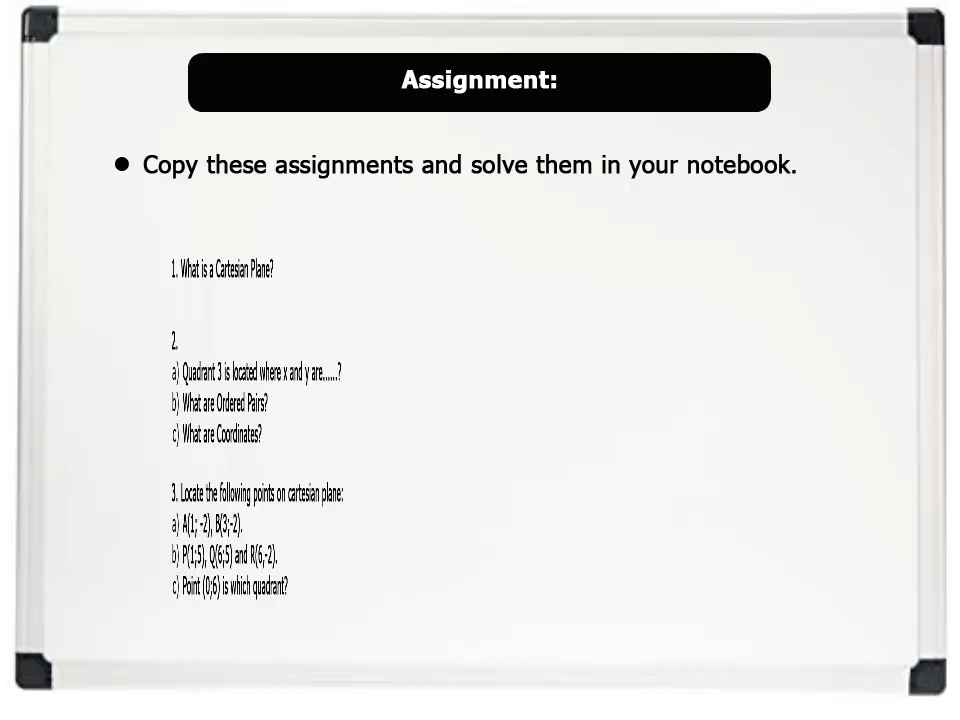 Assignment:
● Copy these assignments and solve them in your notebook.
1. What is a Cartesian Plane?
2.
a) Quadrant 3 is located where x and y are......?
b) What are Ordered Pairs?
c) What are Coordinates?
3. Locate the following points on cartesian plane:
a) A(1; -2), B(3;-2).
b) P(1;5), Q(6;5) and R(6,-2).
c) Point (0;6) is which quadrant?